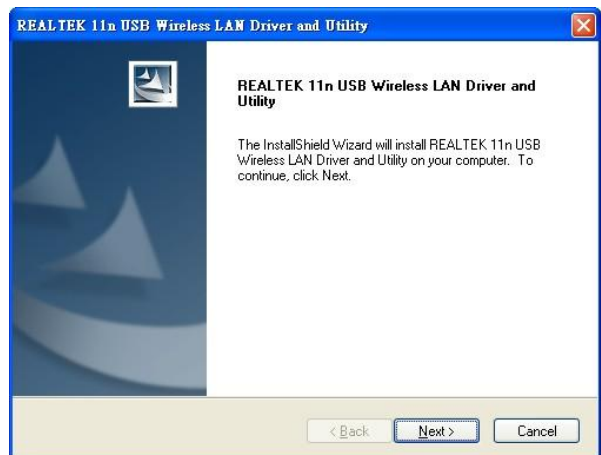 REALTEK 11n USB Wireless LAN Driver and Utility
REALTEK 11n USB Wireless LAN Driver and
Utility
The InstallShield Wizard will install REALTEK 11n USB
Wireless LAN Driver and Utility on your computer. To
continue, click Next.
< Back
Next >
Cancel